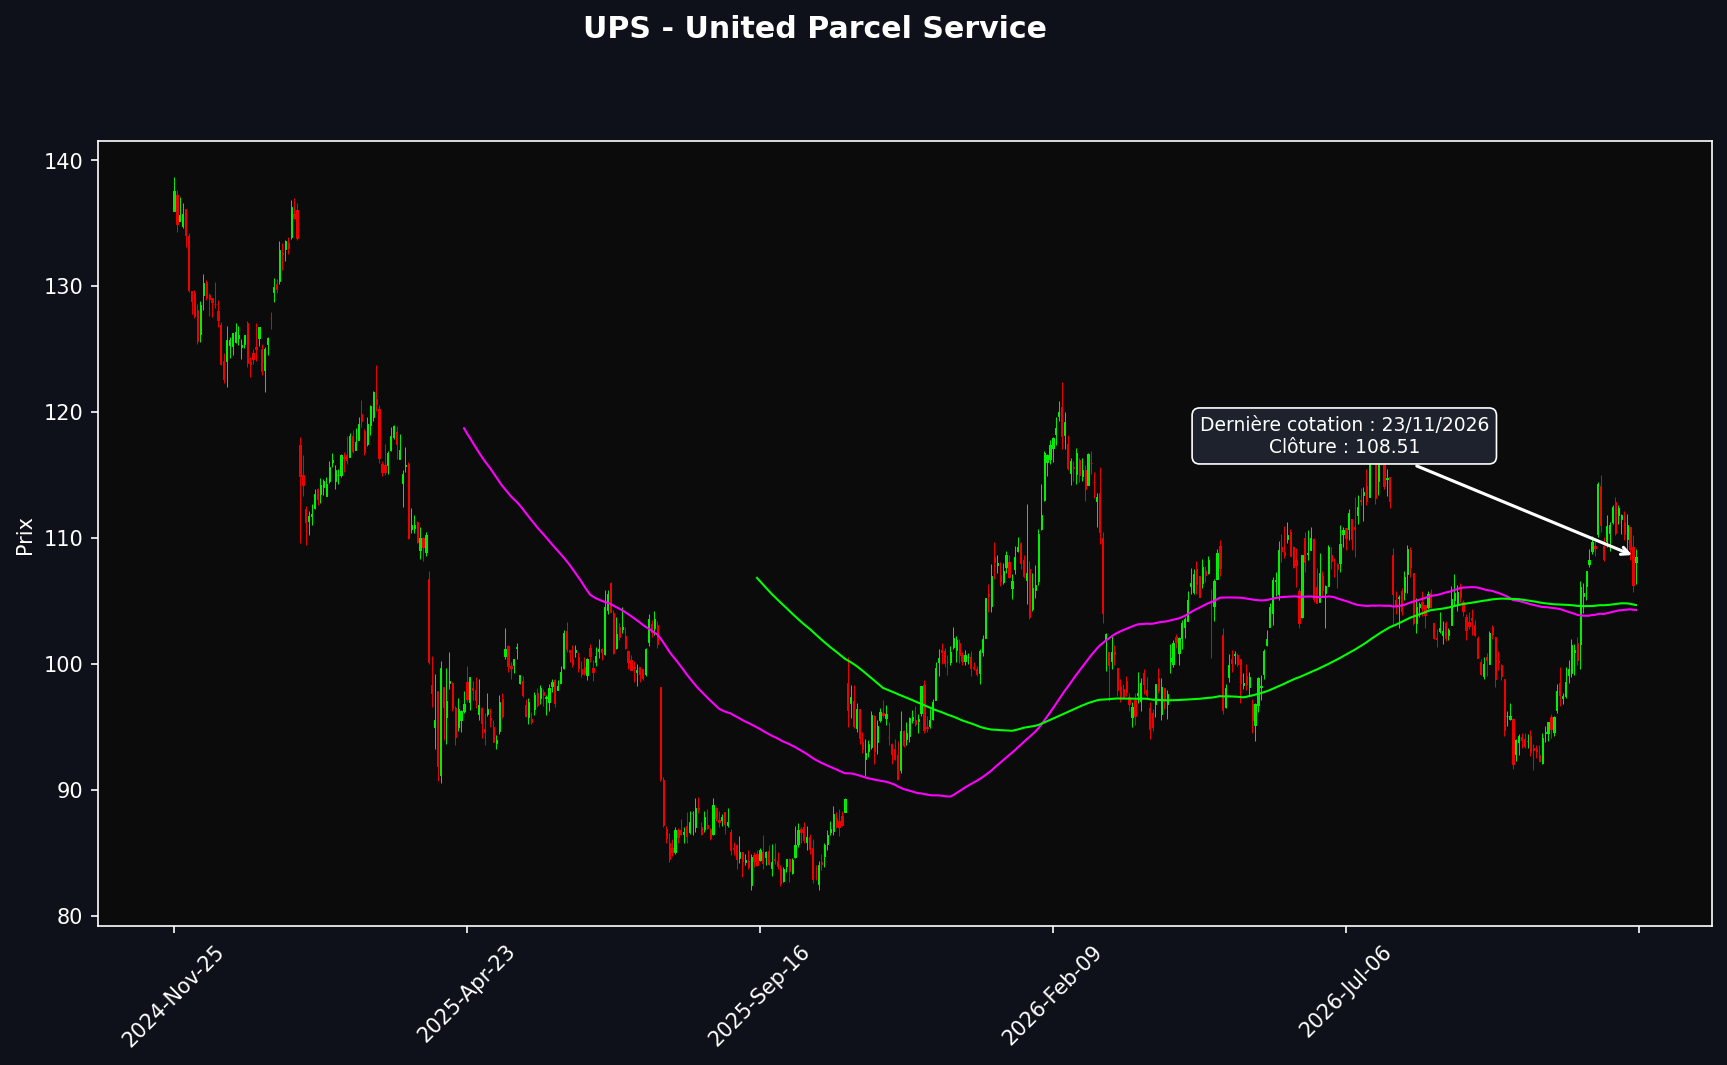 UPS - United Parcel Service
140
130
120
110
100
90
80
Prix
Dernière cotation : 23/11/2026
Clôture : 108.51
2024-Nov-25
2025-Apr-23
2025-Sep-16
2026-Feb-09
2026-Jul-06